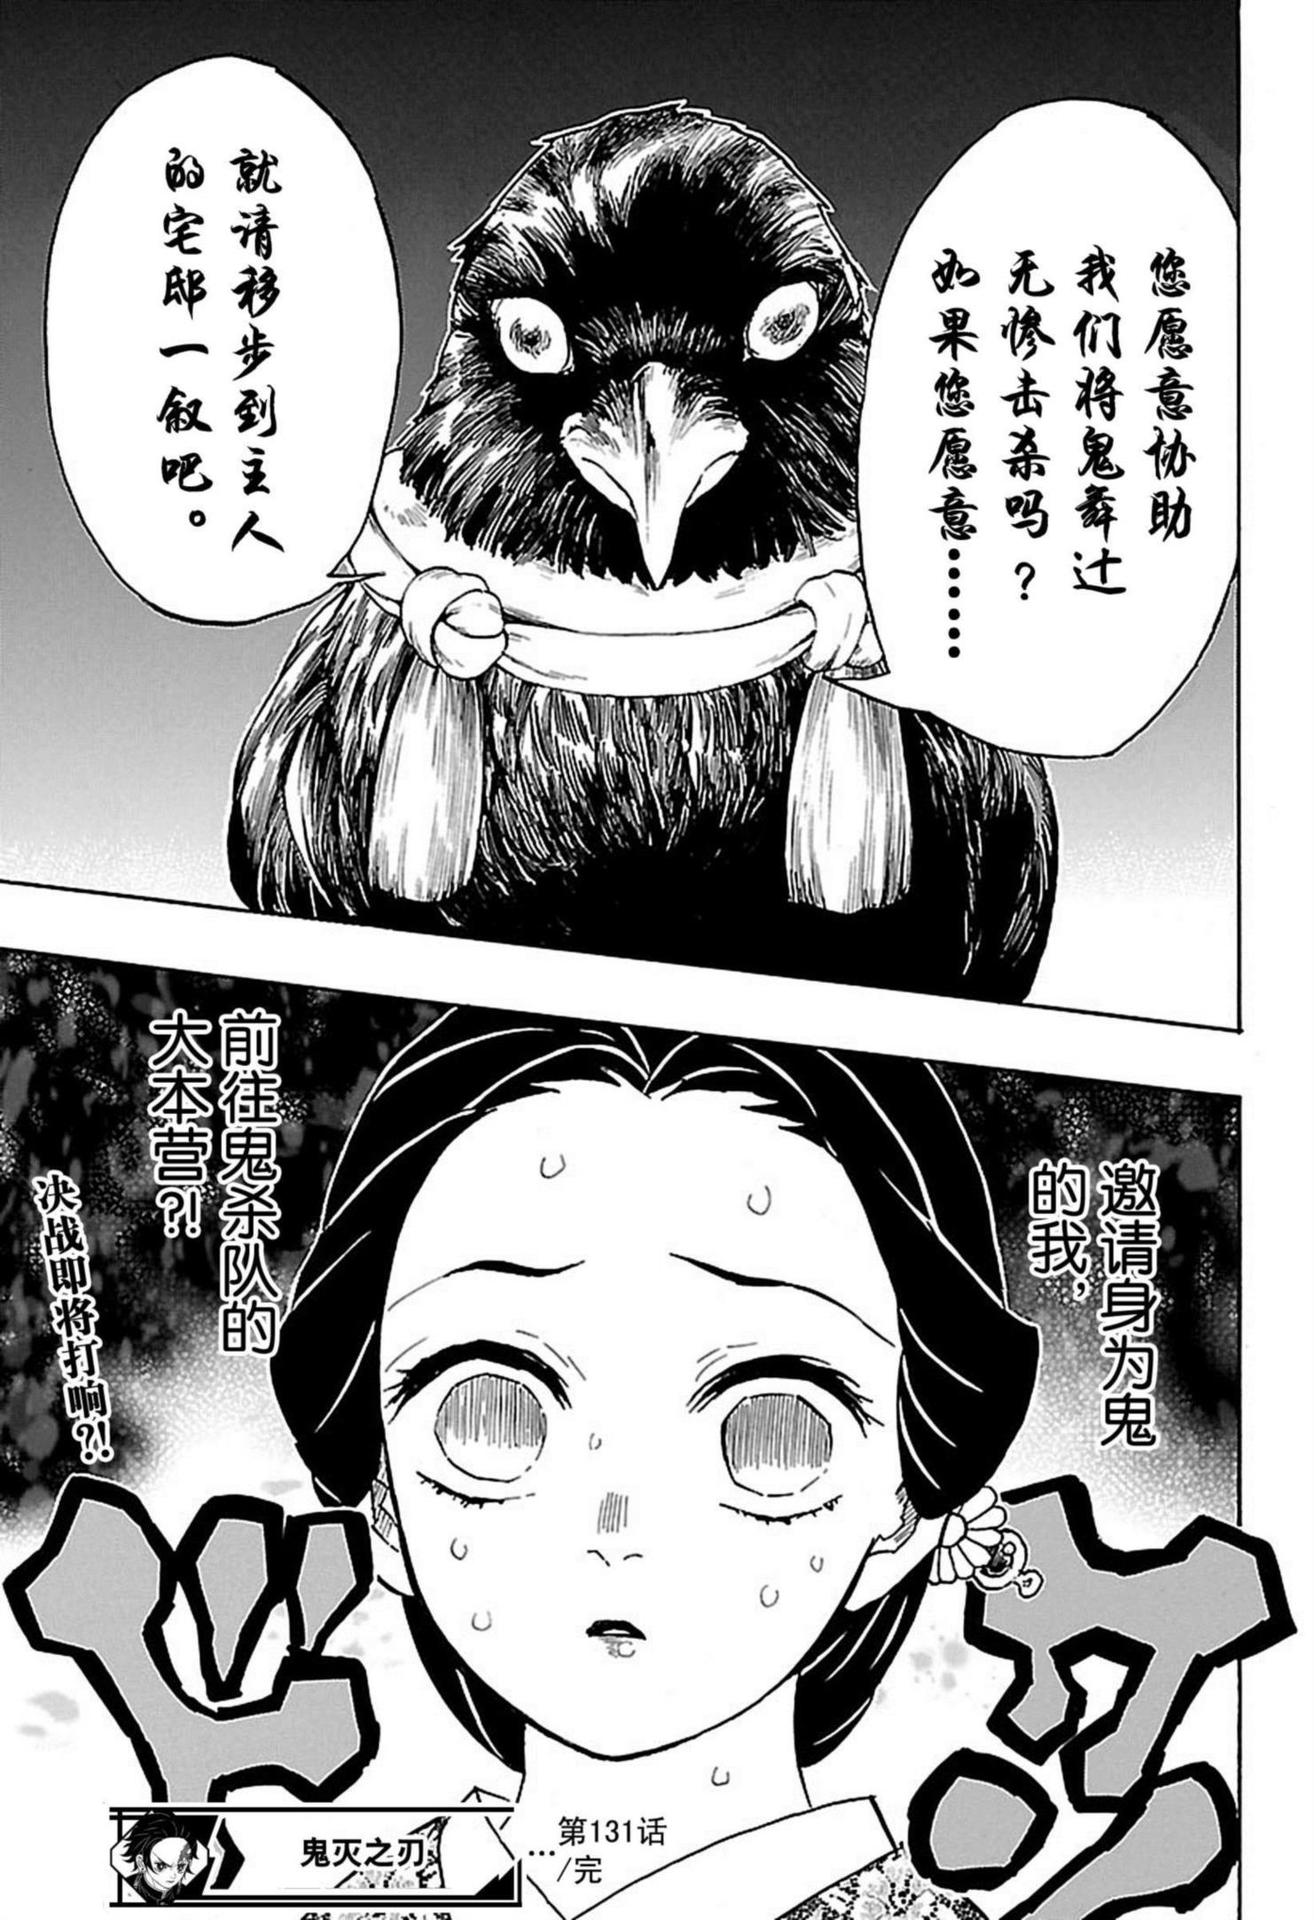 您愿意协助
我们将鬼舞辻
无惨击杀吗?
如果您愿意……
就请移步到主人
的宅邸一叙吧。
邀请身为鬼
的我,
前往鬼杀队的
大本营?!
决战即将打响?!
ドクン
鬼灭之刃
…第131话
/完